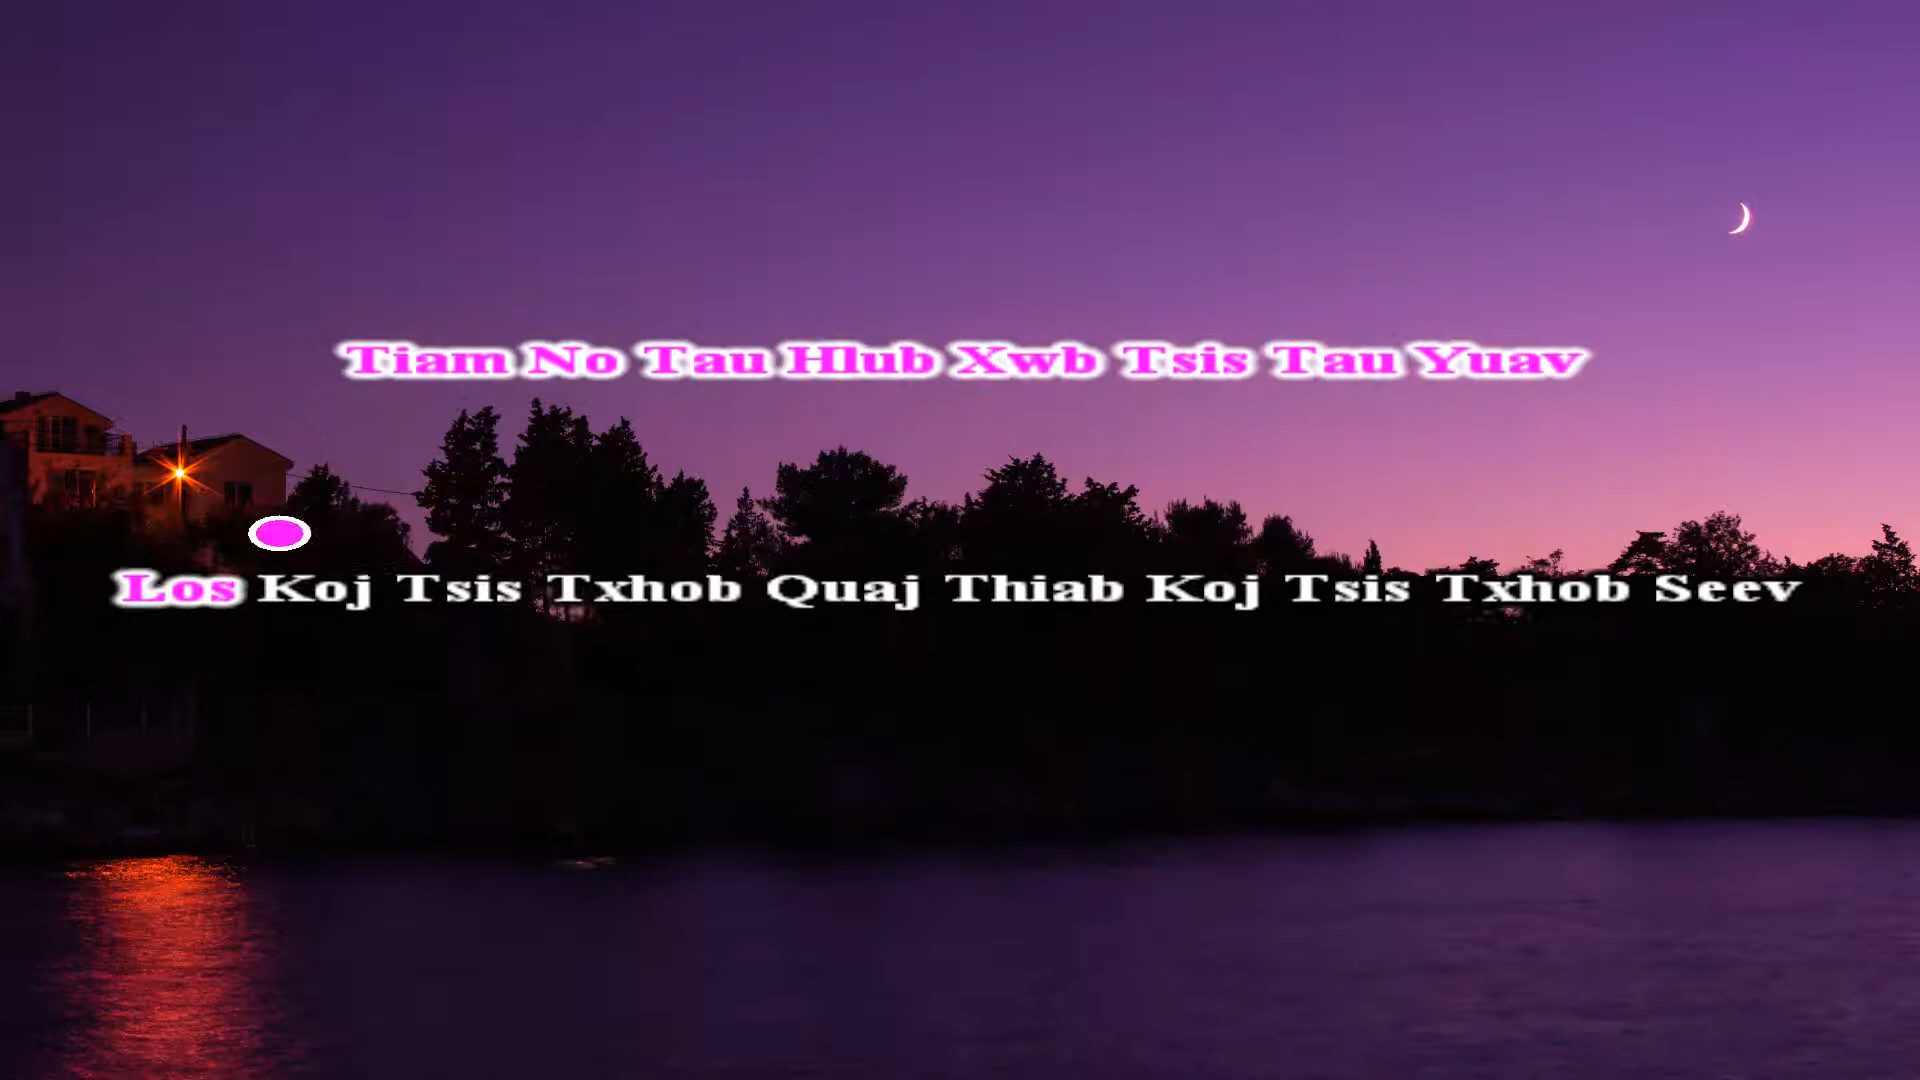 Tiam No Tau Hlub Xwb Tsis Tau Yuav
Los Koj Tsis Txhob Quaj Thiab Koj Tsis Txhob Seev